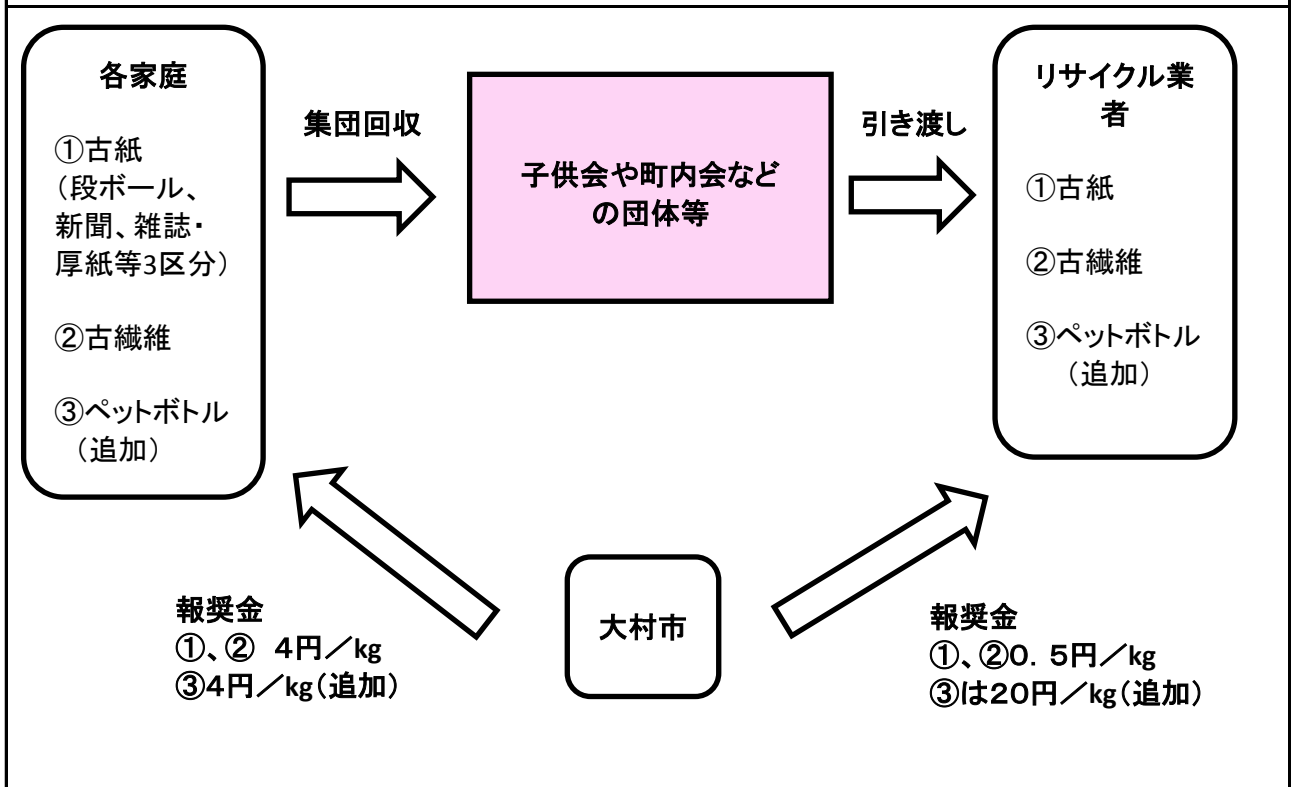 各家庭
①古紙
（段ボール、
新聞、雑誌・
厚紙等3区分）
②古繊維
③ペットボトル
（追加）
集団回収
子供会や町内会など
の団体等
引き渡し
リサイクル業
者
①古紙
②古繊維
③ペットボトル
（追加）
報奨金
①、②　4円／kg
③4円／kg（追加）
大村市
報奨金
①、②0．5円／kg
③は20円／kg（追加）